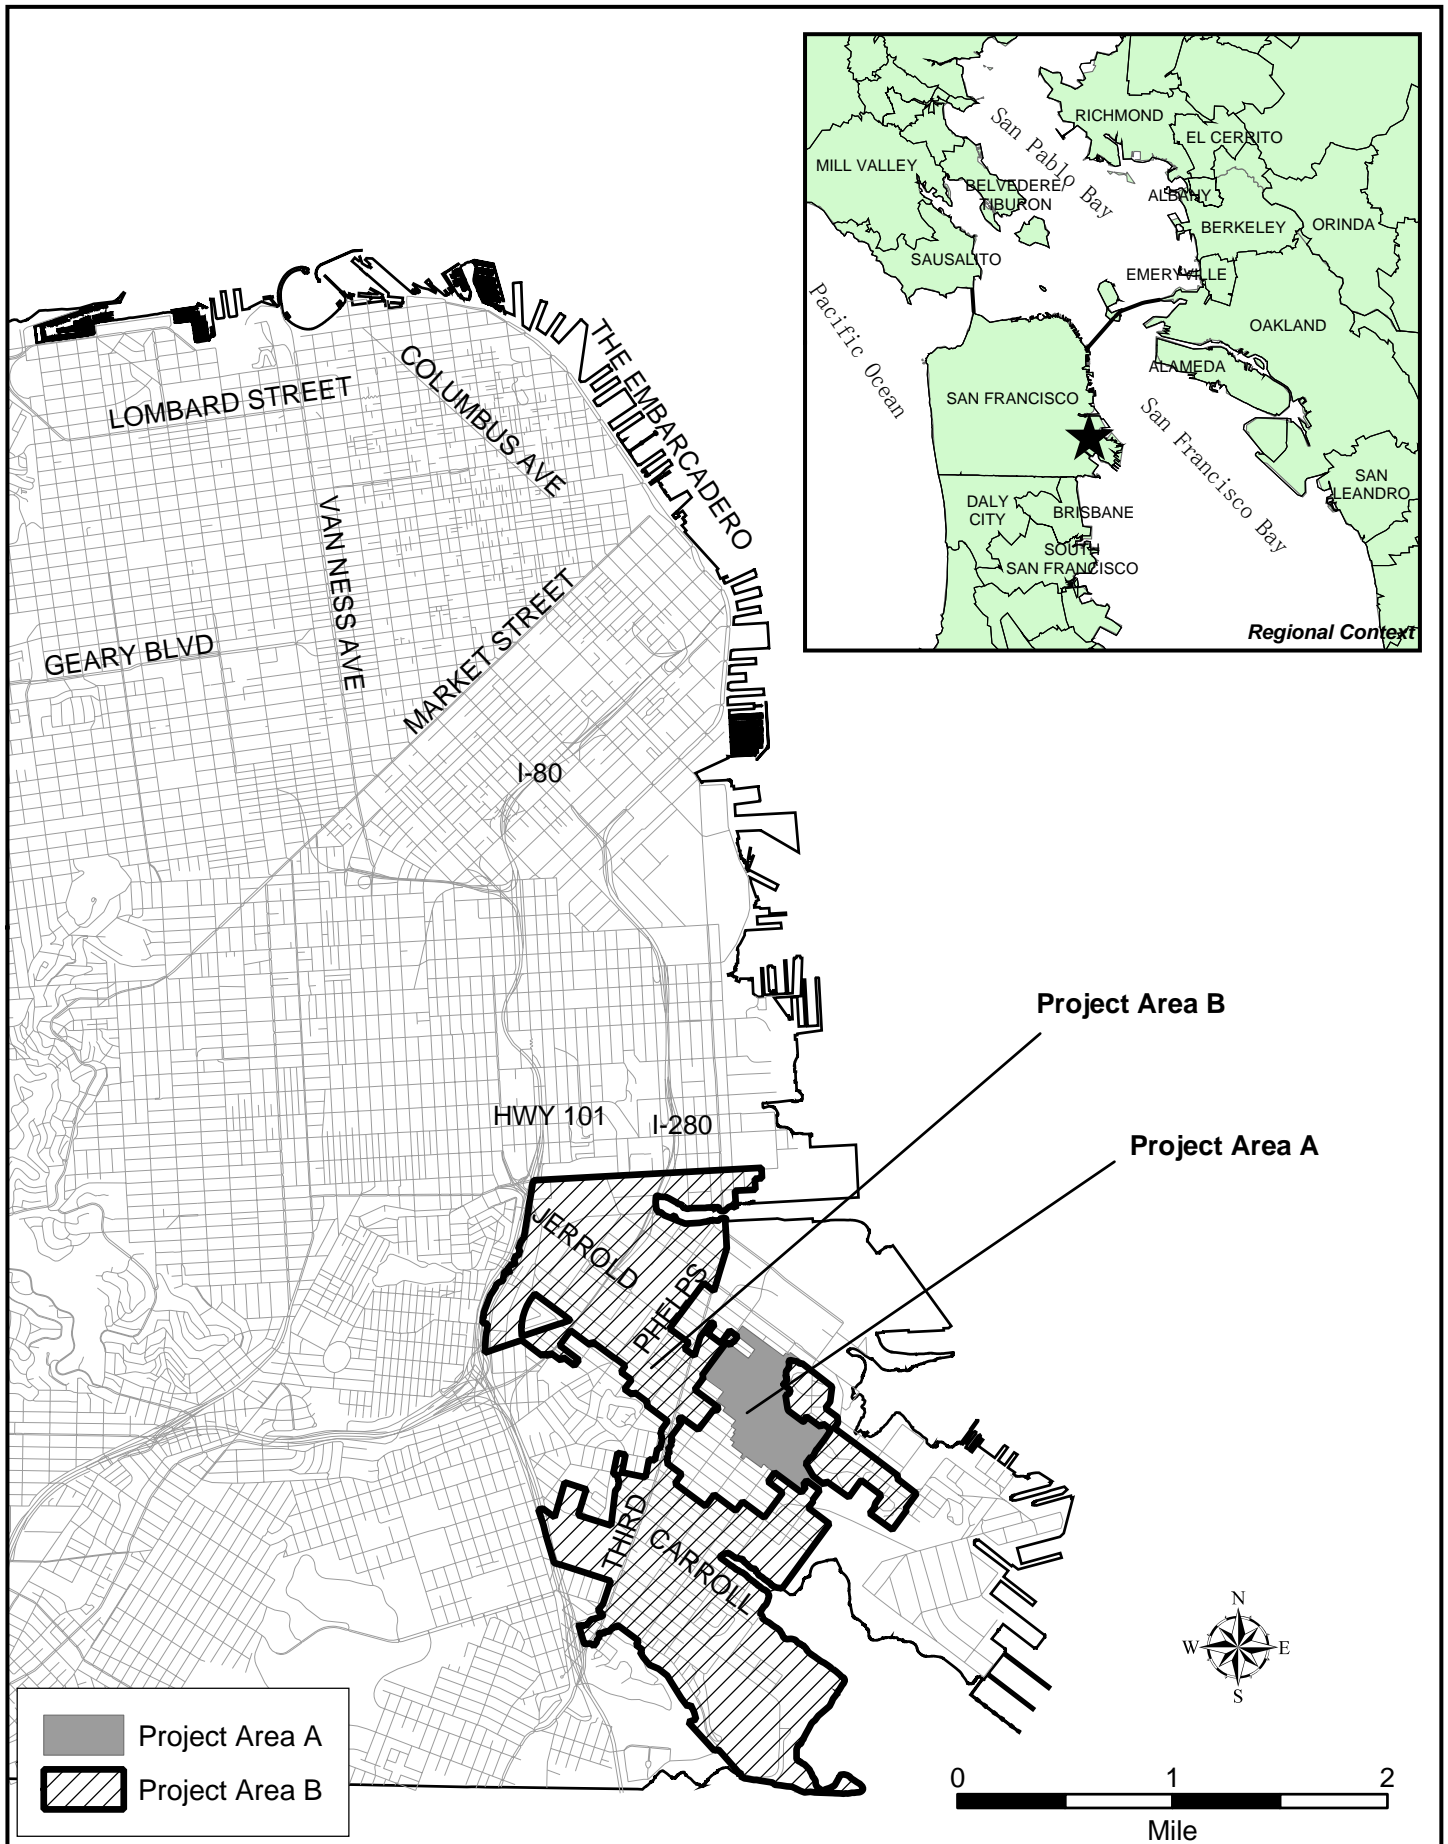 RICHMOND
San Pablo Bay
EL CERRITO
MILL VALLEY
BELVEDERE/
TIBURON
ALBAHY
BERKELEY
ORINDA
SAUSALITO
EMERYVILLE
Pacific Ocean
OAKLAND
ALAMEDA
SAN FRANCISCO
San Francisco Bay
SAN
LEANDRO
DALY
CITY
BRISBANE
SOUTH
SAN FRANCISCO
Regional Context
THE EMBARCADERO
COLUMBUS AVE
LOMBARD STREET
VAN NESS AVE
MARKET STREET
GEARY BLVD
I-80
Project Area B
HWY 101
I-280
Project Area A
JERROLD
PHELPS
THIRD
CARROLL
N
W
E
S
Project Area A
Project Area B
0
1
2
Mile